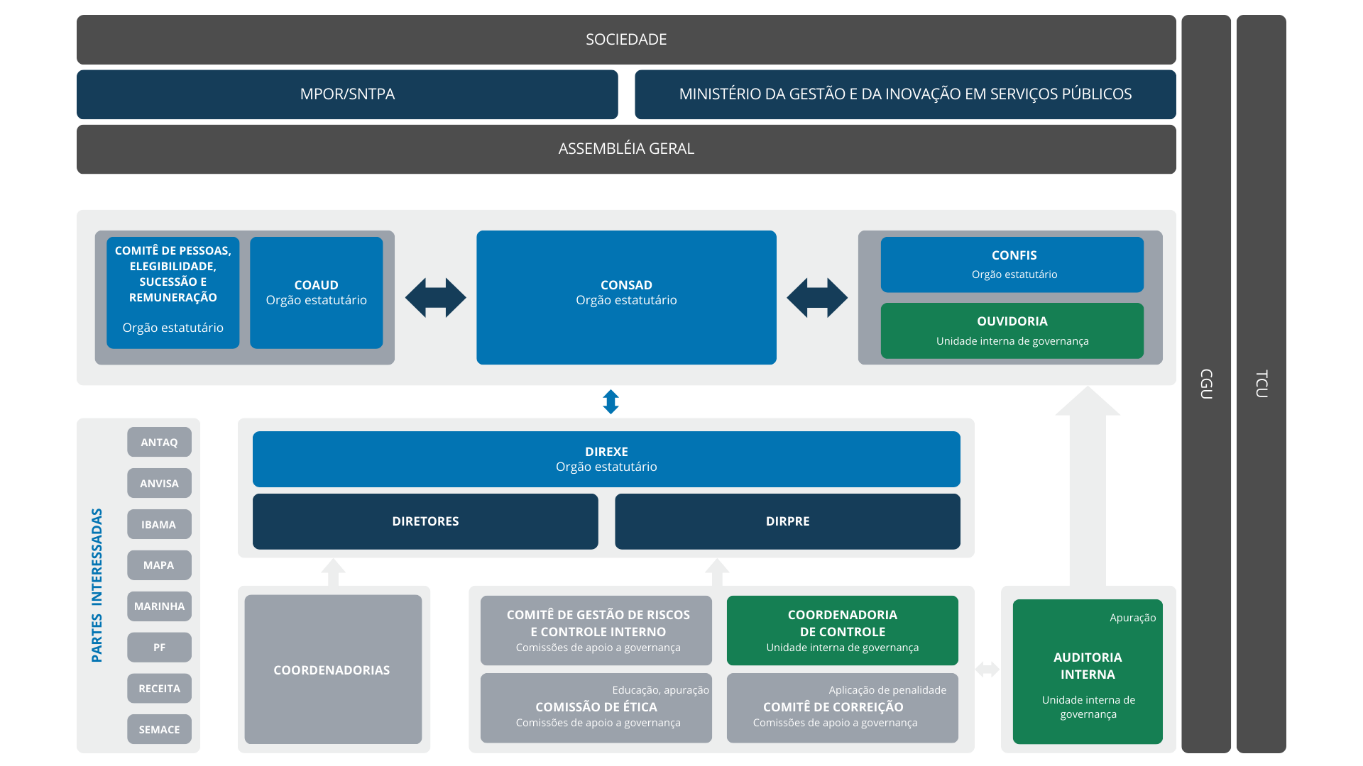 SOCIEDADE
MPOR/SNTPA
MINISTÉRIO DA GESTÃO E DA INOVAÇÃO EM SERVIÇOS PÚBLICOS
ASSEMBLÉIA GERAL
CGU
TCU
COMITÊ DE PESSOAS,
ELEGIBILIDADE,
SUCESSÃO E
REMUNERAÇÃO
Orgão estatutário
COAUD
Orgão estatutário
CONSAD
Orgão estatutário
CONFIS
Orgão estatutário
OUVIDORIA
Unidade interna de governança
PARTES INTERESSADAS
ANTAQ
ANVISA
IBAMA
MAPA
MARINHA
PF
RECEITA
SEMACE
DIREXE
Orgão estatutário
DIRETORES
DIRPRE
COORDENADORIAS
COMITÊ DE GESTÃO DE RISCOS
E CONTROLE INTERNO
Comissões de apoio a governança
COORDENADORIA
DE CONTROLE
Unidade interna de governança
Educação, apuração
COMISSÃO DE ÉTICA
Comissões de apoio a governança
Aplicação de penalidade
COMITÊ DE CORREIÇÃO
Comissões de apoio a governança
Apuração
AUDITORIA
INTERNA
Unidade interna de
governança